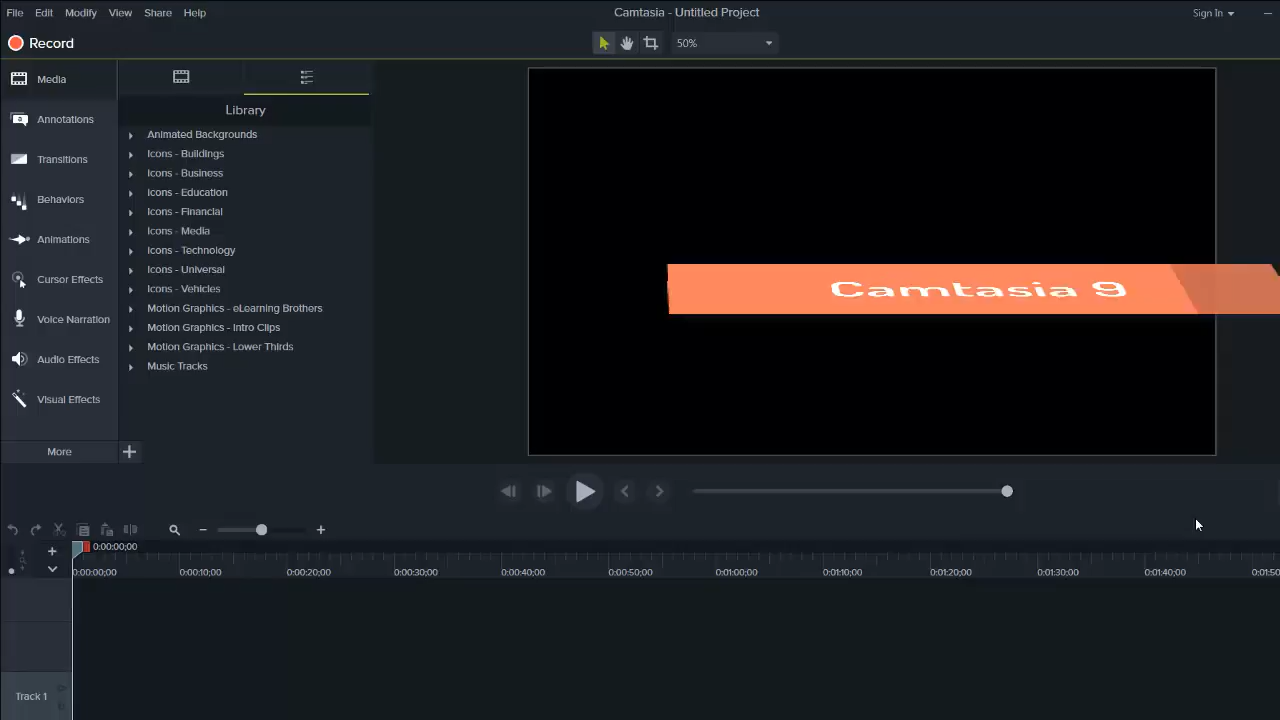 File Edit Modify View Share Help
Camtasia - Untitled Project
Sign In
Record
50%
Media
Annotations
Transitions
Behaviors
Animations
Cursor Effects
Voice Narration
Audio Effects
Visual Effects
More
Library
Animated Backgrounds
Icons - Buildings
Icons - Business
Icons - Education
Icons - Financial
Icons - Media
Icons - Technology
Icons - Universal
Icons - Vehicles
Motion Graphics - eLearning Brothers
Motion Graphics - Intro Clips
Motion Graphics - Lower Thirds
Music Tracks
Camtasia 9
0:00:00;00
0:00:00;00 0:00:10;00 0:00:20;00 0:00:30;00 0:00:40;00 0:00:50;00 0:01:00;00 0:01:10;00 0:01:20;00 0:01:30;00 0:01:40;00 0:01:50
Track 1